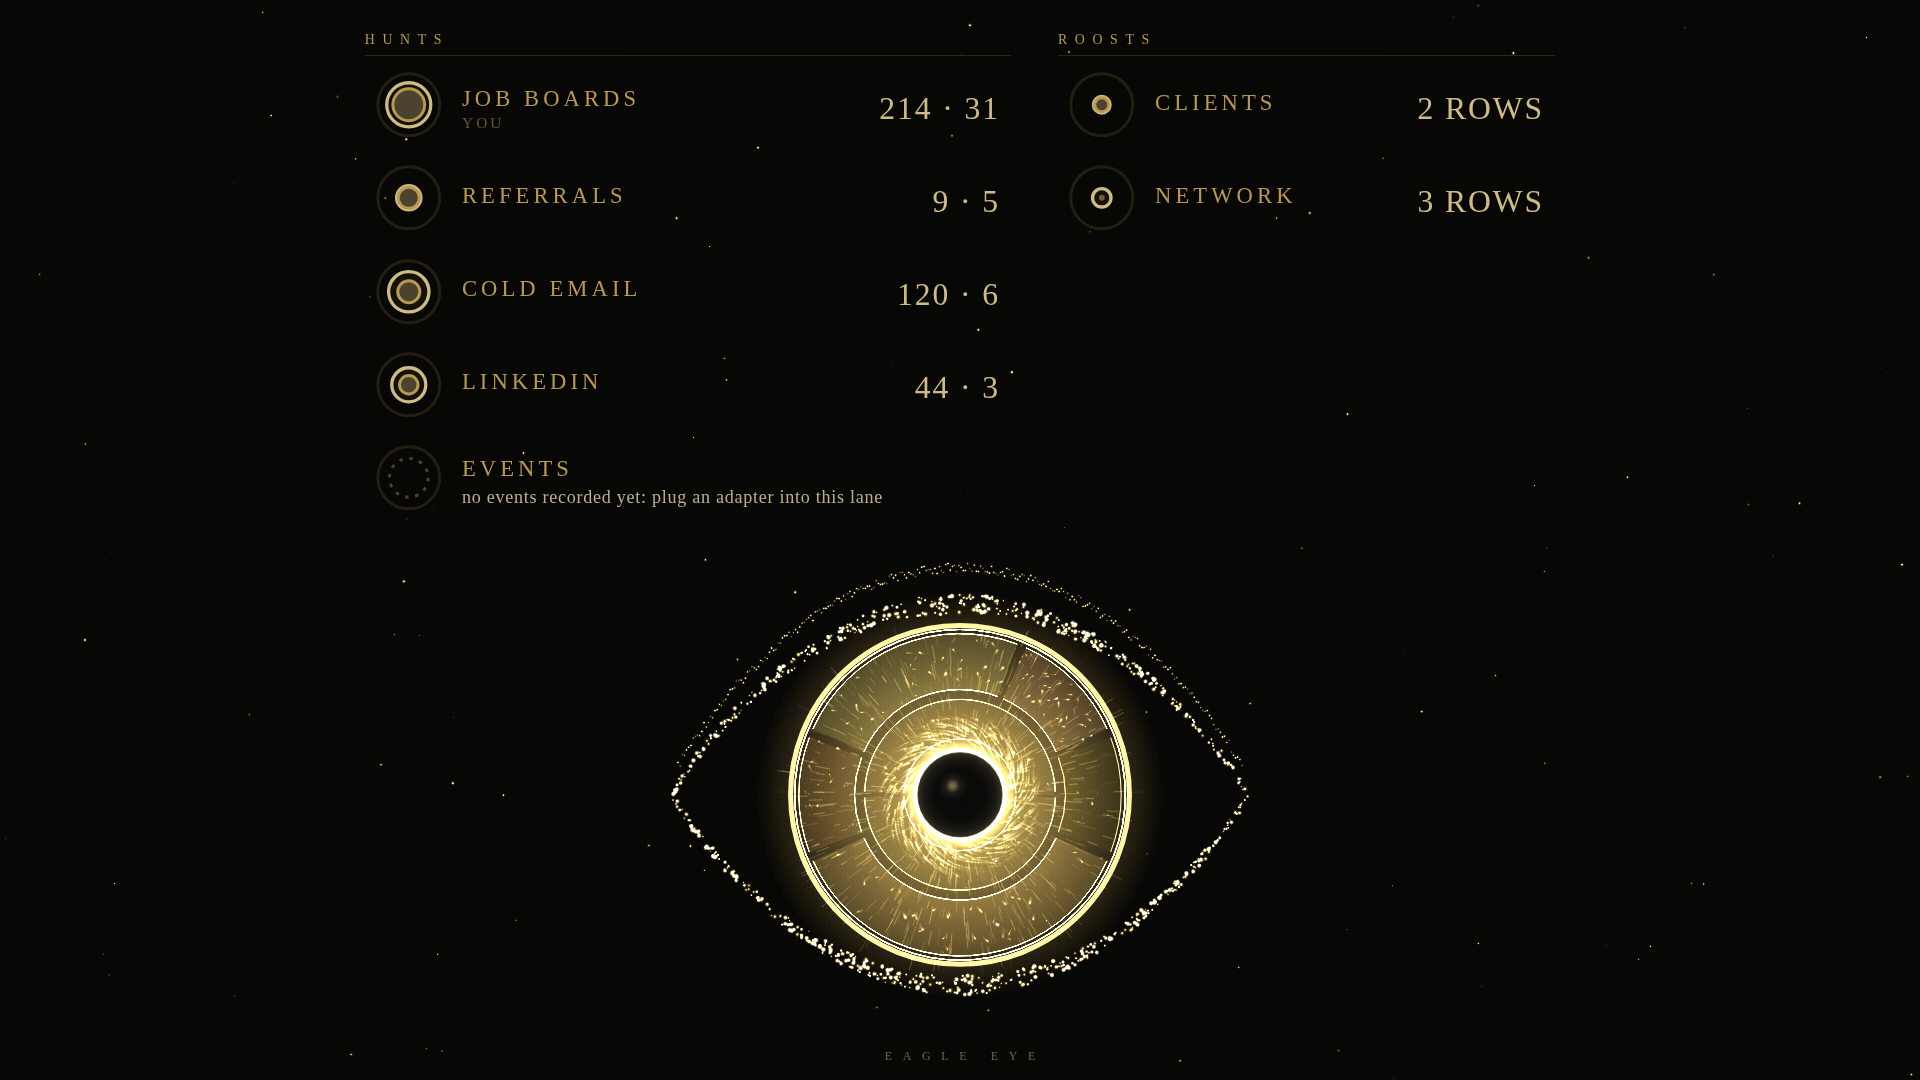 HUNTS
JOB BOARDS
YOU
214 · 31
REFERRALS
9 · 5
COLD EMAIL
120 · 6
LINKEDIN
44 · 3
EVENTS
no events recorded yet: plug an adapter into this lane
ROOSTS
CLIENTS
2 ROWS
NETWORK
3 ROWS
EAGLE EYE